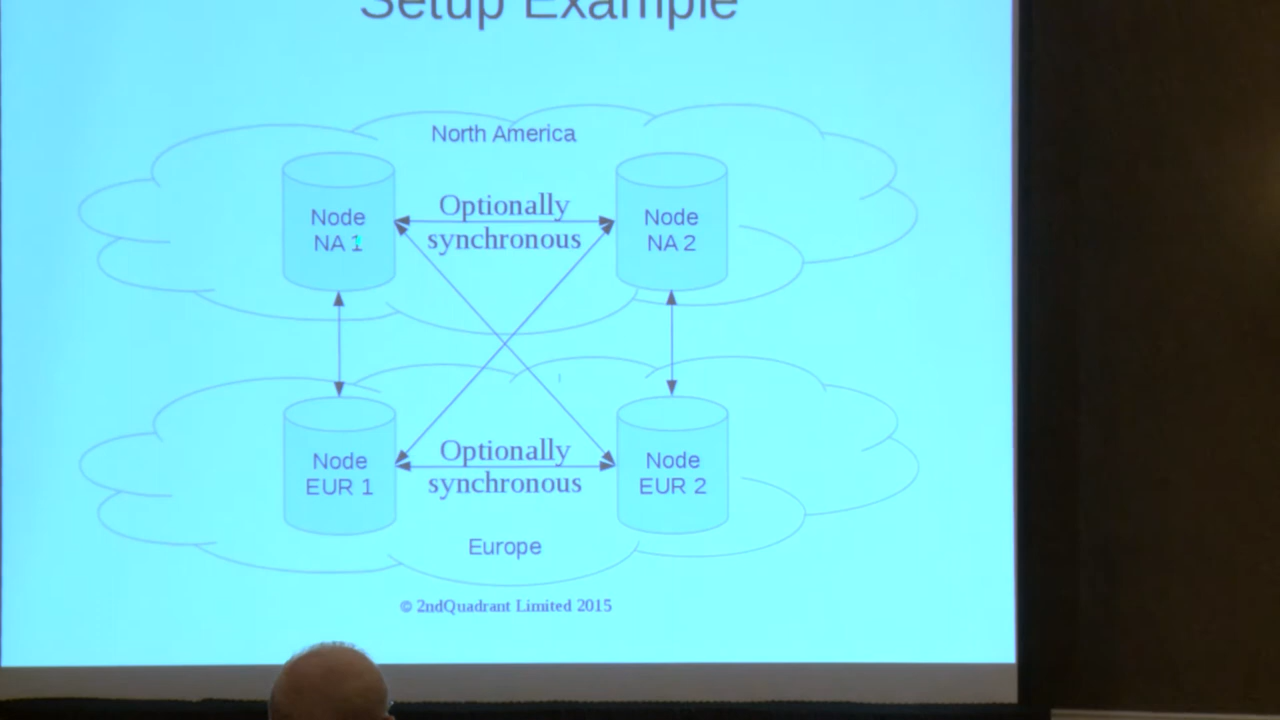 Setup Example
North America
Optionally
synchronous
Node
NA 1
Node
NA 2
Optionally
synchronous
Node
EUR 1
Node
EUR 2
Europe
© 2ndQuadrant Limited 2015